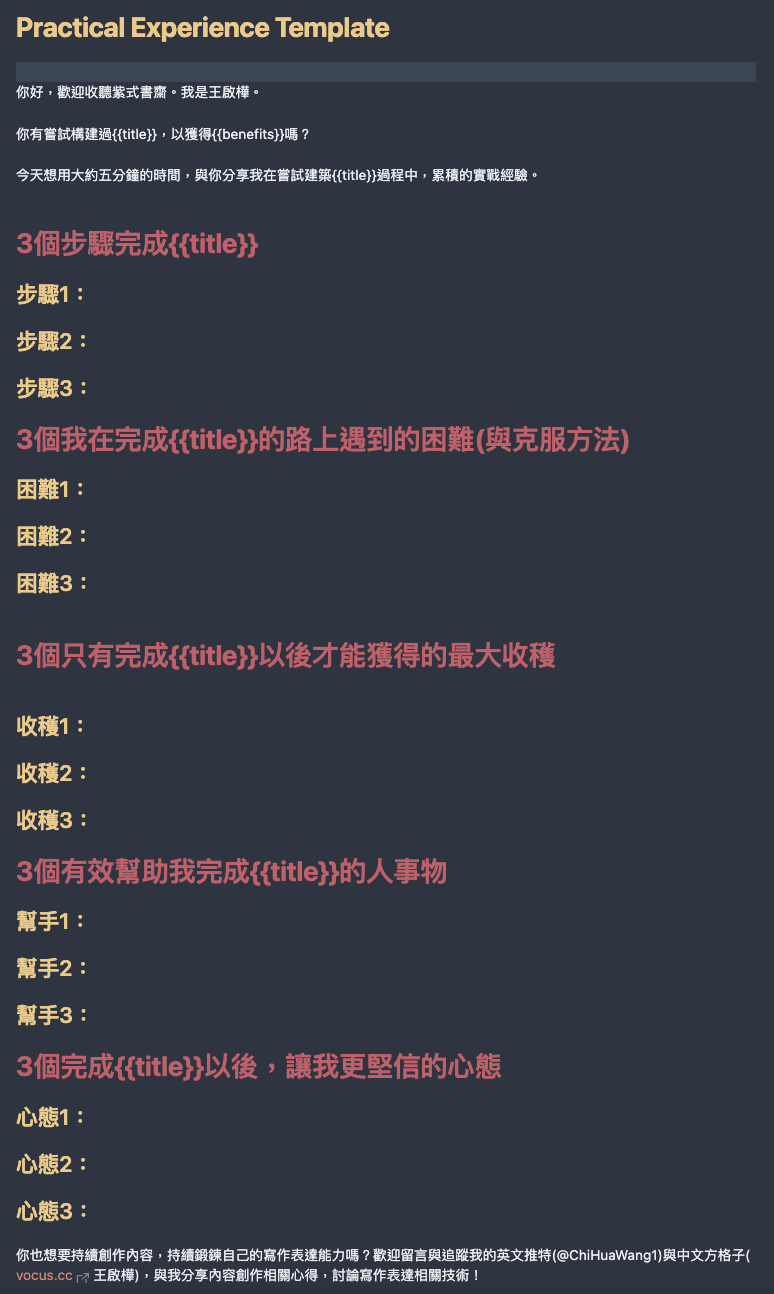 Practical Experience Template
你好，歡迎收聽紫式書齋。我是王啟樺。
你有嘗試構建過{{title}}，以獲得{{benefits}}嗎？
今天想用大約五分鐘的時間，與你分享我在嘗試建築{{title}}過程中，累積的實戰經驗。
3個步驟完成{{title}}
步驟1：
步驟2：
步驟3：
3個我在完成{{title}}的路上遇到的困難(與克服方法)
困難1：
困難2：
困難3：
3個只有完成{{title}}以後才能獲得的最大收穫
收穫1：
收穫2：
收穫3：
3個有效幫助我完成{{title}}的人事物
幫手1：
幫手2：
幫手3：
3個完成{{title}}以後，讓我更堅信的心態
心態1：
心態2：
心態3：
你也想要持續創作內容，持續鍛鍊自己的寫作表達能力嗎？歡迎留言與追蹤我的英文推特(@ChiHuaWang1)與中文方格子(
vocus.cc 王啟樺)，與我分享內容創作相關心得，討論寫作表達相關技術！